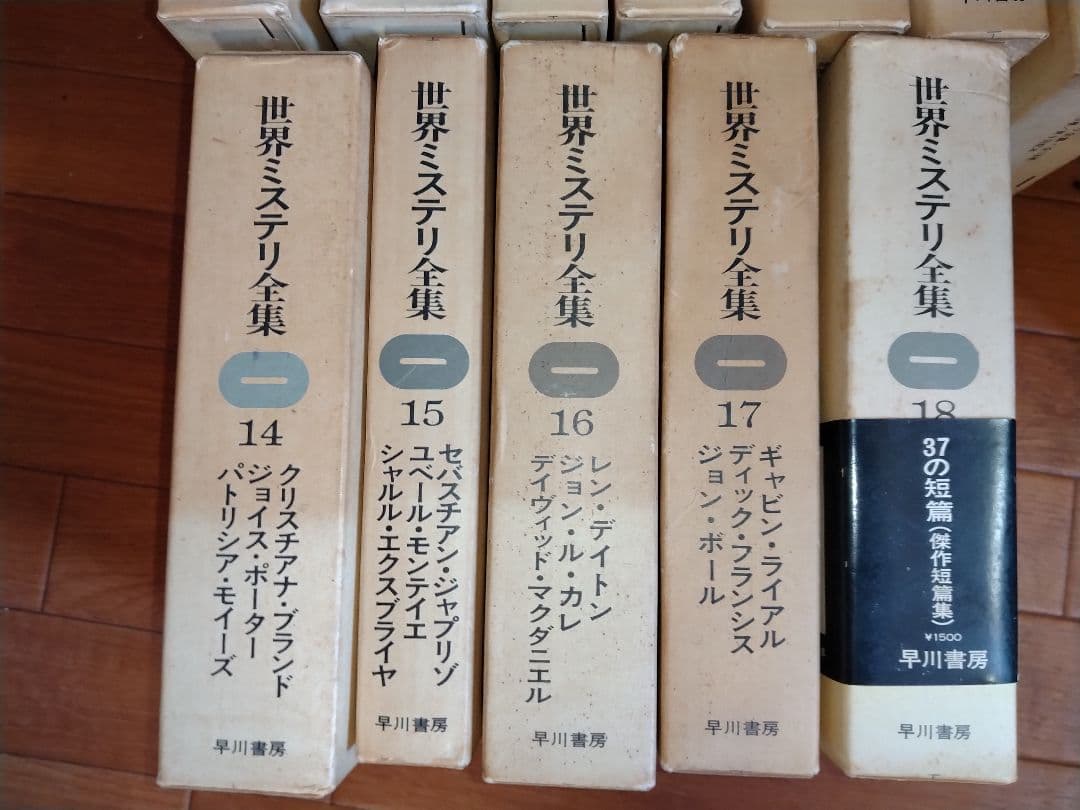 世界ミステリ全集
14
クリスチアナ・ブランド
ジョイス・ポーター
パトリシア・モイーズ
早川書房
世界ミステリ全集
15
セバスチアン・ジャプリゾ
ユベール・モンテイエ
シャルル・エクスブライヤ
早川書房
世界ミステリ全集
16
レン・デイトン
ジョン・ル・カレ
デイヴィッド・マクダニエル
早川書房
世界ミステリ全集
17
ギャビン・ライアル
ディック・フランシス
ジョン・ボール
早川書房
世界ミステリ全集
18
37の短篇(傑作短篇集)
¥1500
早川書房
早川書房